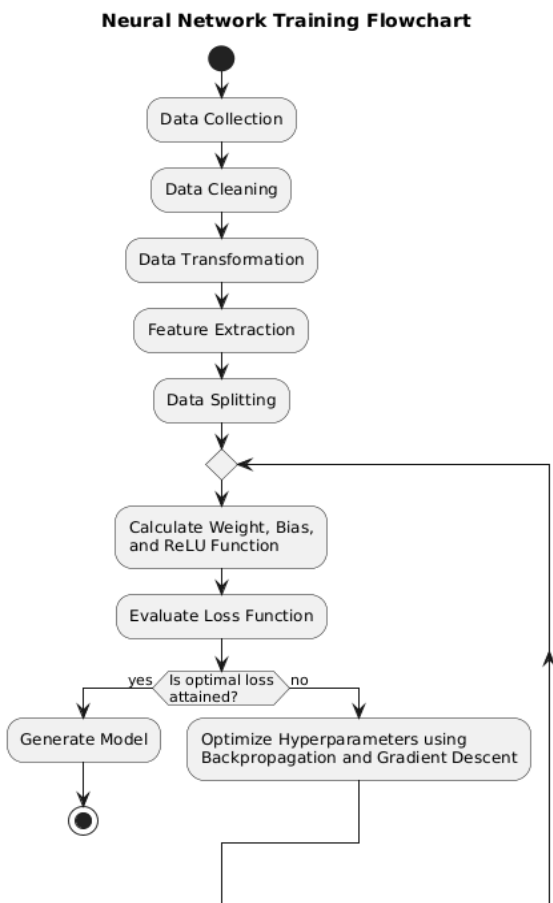 Neural Network Training Flowchart
Data Collection
Data Cleaning
Data Transformation
Feature Extraction
Data Splitting
Calculate Weight, Bias,
and ReLU Function
Evaluate Loss Function
yes
Is optimal loss
attained?
no
Generate Model
Optimize Hyperparameters using
Backpropagation and Gradient Descent